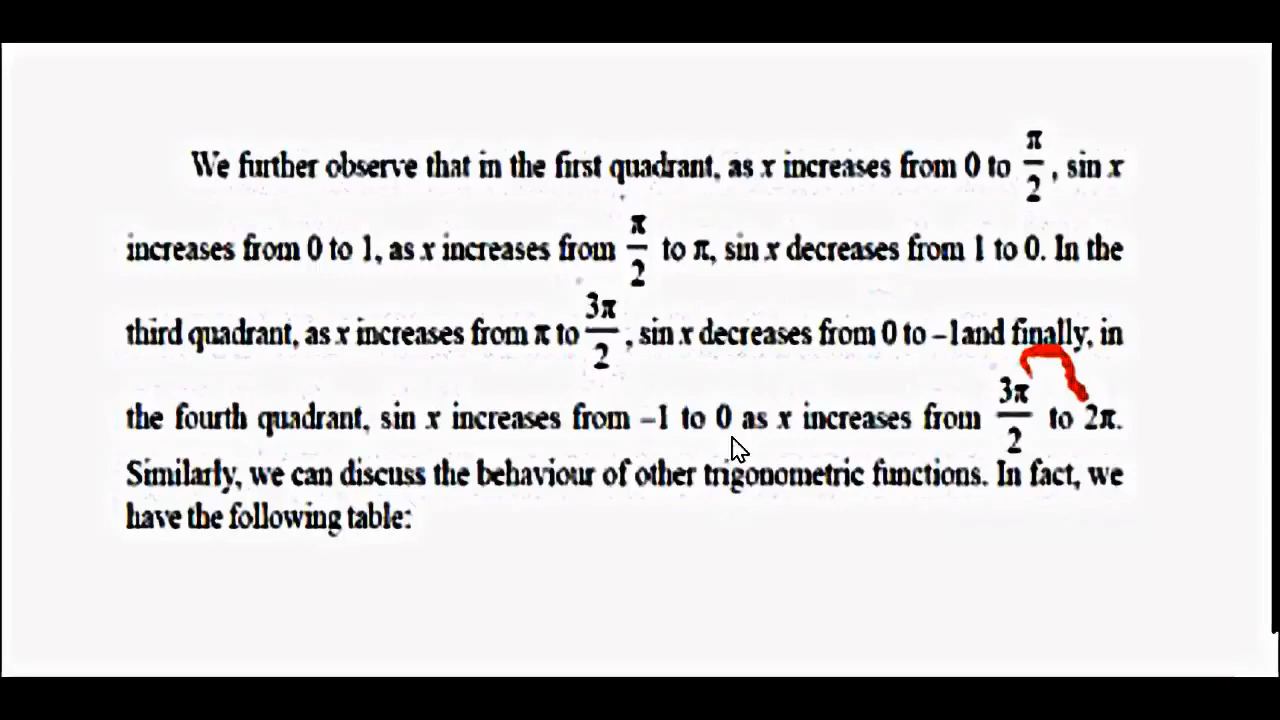 We further observe that in the first quadrant, as x increases from 0 to π/2, sin x
increases from 0 to 1, as x increases from π/2 to π, sin x decreases from 1 to 0. In the
third quadrant, as x increases from π to 3π/2, sin x decreases from 0 to –1and finally, in
the fourth quadrant, sin x increases from –1 to 0 as x increases from 3π/2 to 2π.
Similarly, we can discuss the behaviour of other trigonometric functions. In fact, we
have the following table: